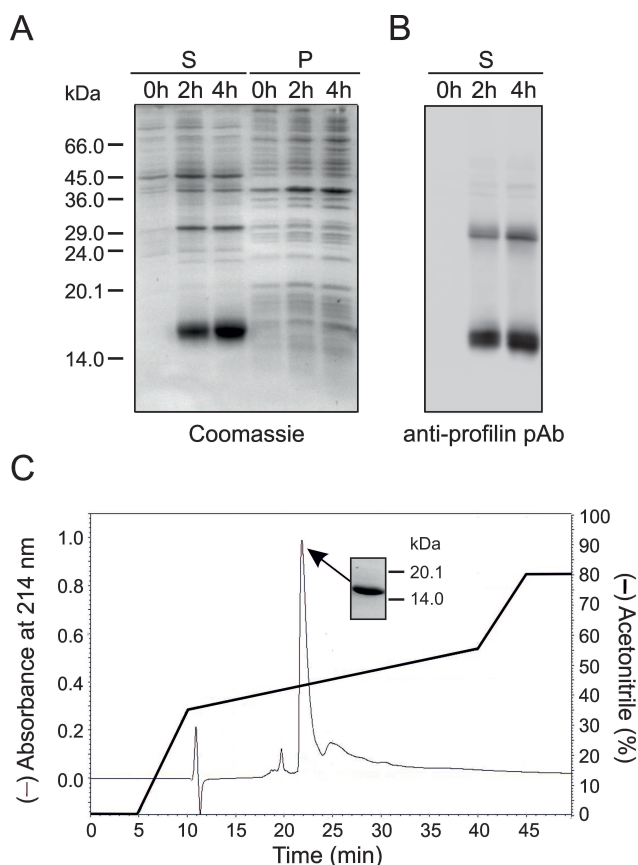 A
S P
kDa 0h 2h 4h 0h 2h 4h
66.0
45.0
36.0
29.0
24.0
20.1
14.0
Coomassie
B
S
0h 2h 4h
anti-profilin pAb
C
(–) Absorbance at 214 nm
1.0
0.8
0.6
0.4
0.2
0.0
kDa
20.1
14.0
100
90
80
70
60
50
40
30
20
10
0
(–) Acetonitrile (%)
0 5 10 15 20 25 30 35 40 45
Time (min)